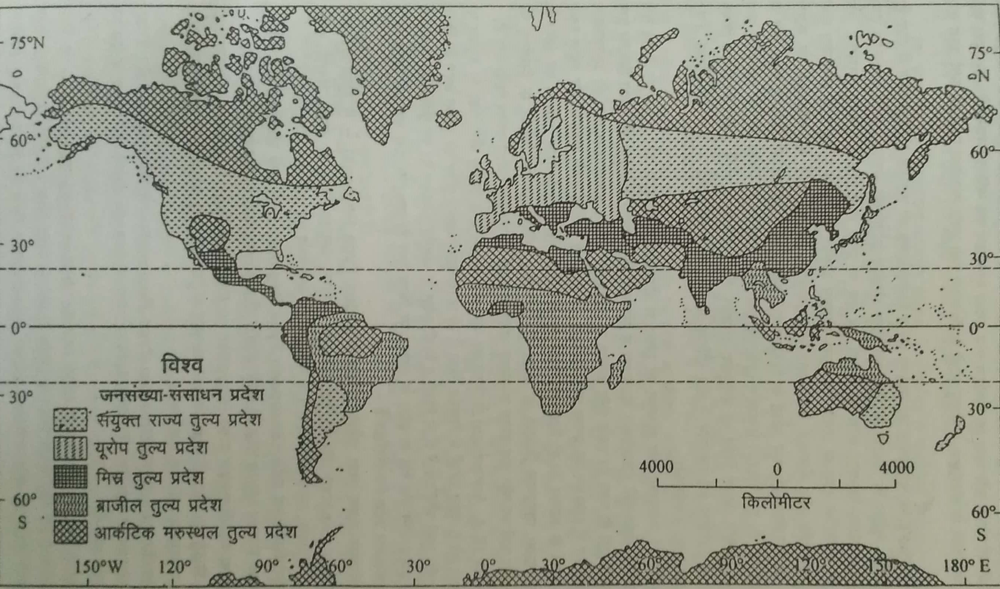 75°N
75°
°N
60°
60°
30°
30°
0°
0°
विश्व
जनसंख्या-संसाधन प्रदेश
30°
30°
संयुक्त राज्य तुल्य प्रदेश
यूरोप तुल्य प्रदेश
मिस्र तुल्य प्रदेश
ब्राजील तुल्य प्रदेश
आर्कटिक मरुस्थल तुल्य प्रदेश
4000 0 4000
किलोमीटर
60°
S
60°
S
150°W 120° 90° 60° 30° 0° 30° 60° 90° 120° 150° 180° E